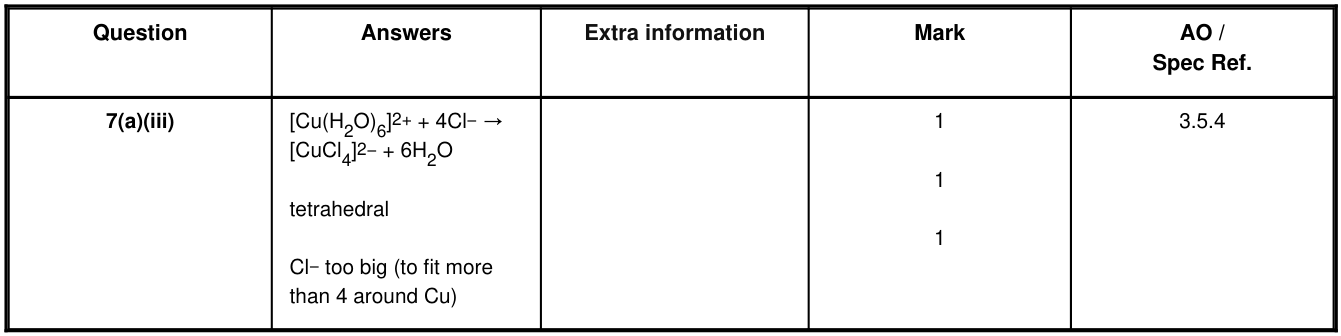 Question Answers Extra information Mark AO /
Spec Ref.
7(a)(iii) [Cu(H₂O)₆]²⁺ + 4Cl⁻ → 1 3.5.4
[CuCl₄]²⁻ + 6H₂O
1
tetrahedral
1
Cl⁻ too big (to fit more
than 4 around Cu)